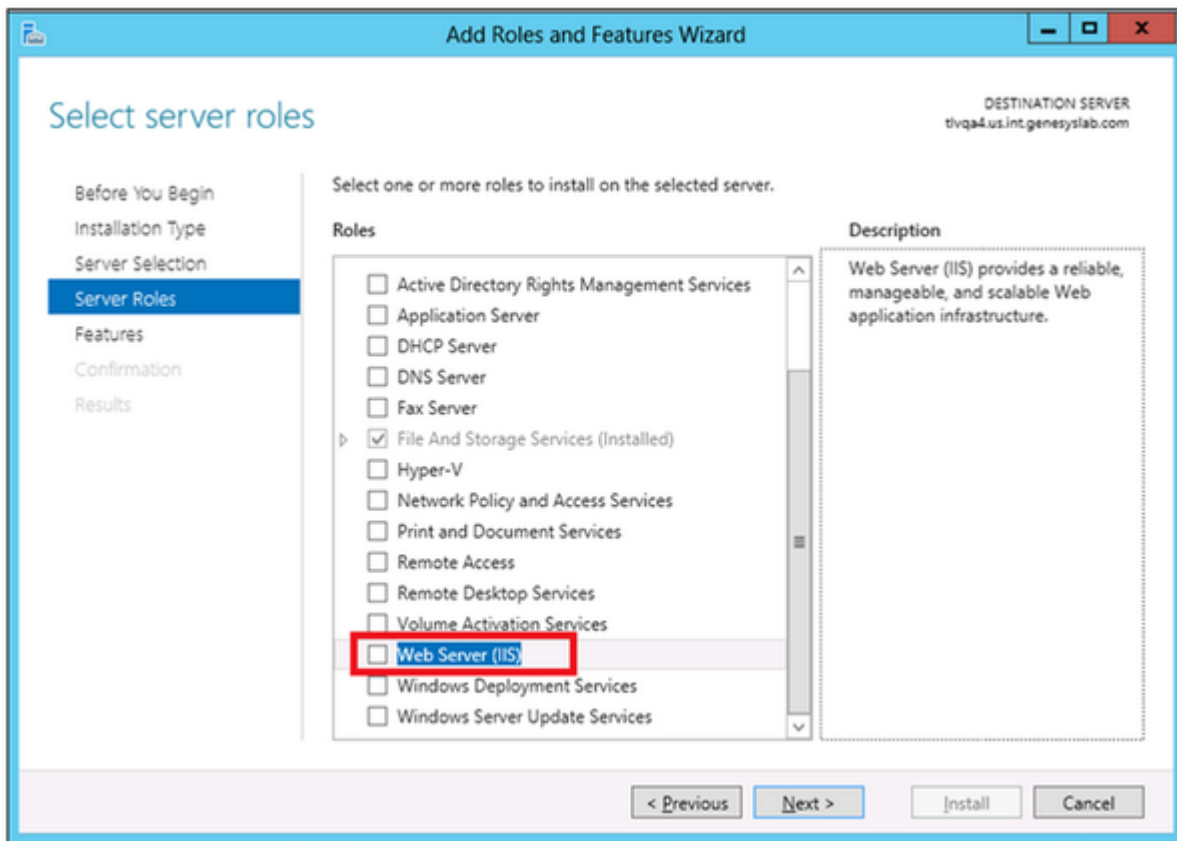 Add Roles and Features Wizard
Select server roles
DESTINATION SERVER
tlvqa4.us.int.genesyslab.com
Before You Begin
Installation Type
Server Selection
Server Roles
Features
Confirmation
Results
Select one or more roles to install on the selected server.
Roles
Active Directory Rights Management Services
Application Server
DHCP Server
DNS Server
Fax Server
File And Storage Services (Installed)
Hyper-V
Network Policy and Access Services
Print and Document Services
Remote Access
Remote Desktop Services
Volume Activation Services
Web Server (IIS)
Windows Deployment Services
Windows Server Update Services
Description
Web Server (IIS) provides a reliable,
manageable, and scalable Web
application infrastructure.
< Previous
Next >
Install
Cancel